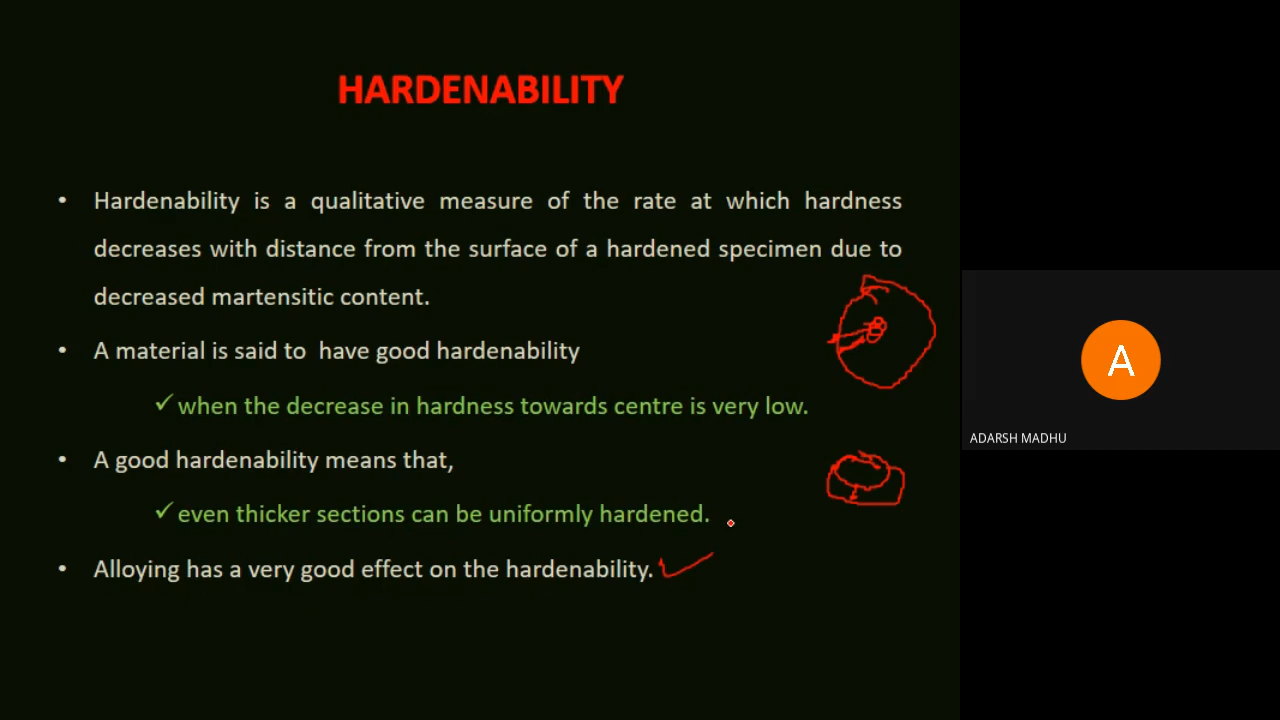 HARDENABILITY
• Hardenability is a qualitative measure of the rate at which hardness
decreases with distance from the surface of a hardened specimen due to
decreased martensitic content.
• A material is said to have good hardenability
✓ when the decrease in hardness towards centre is very low.
• A good hardenability means that,
✓ even thicker sections can be uniformly hardened.
• Alloying has a very good effect on the hardenability.
A
ADARSH MADHU